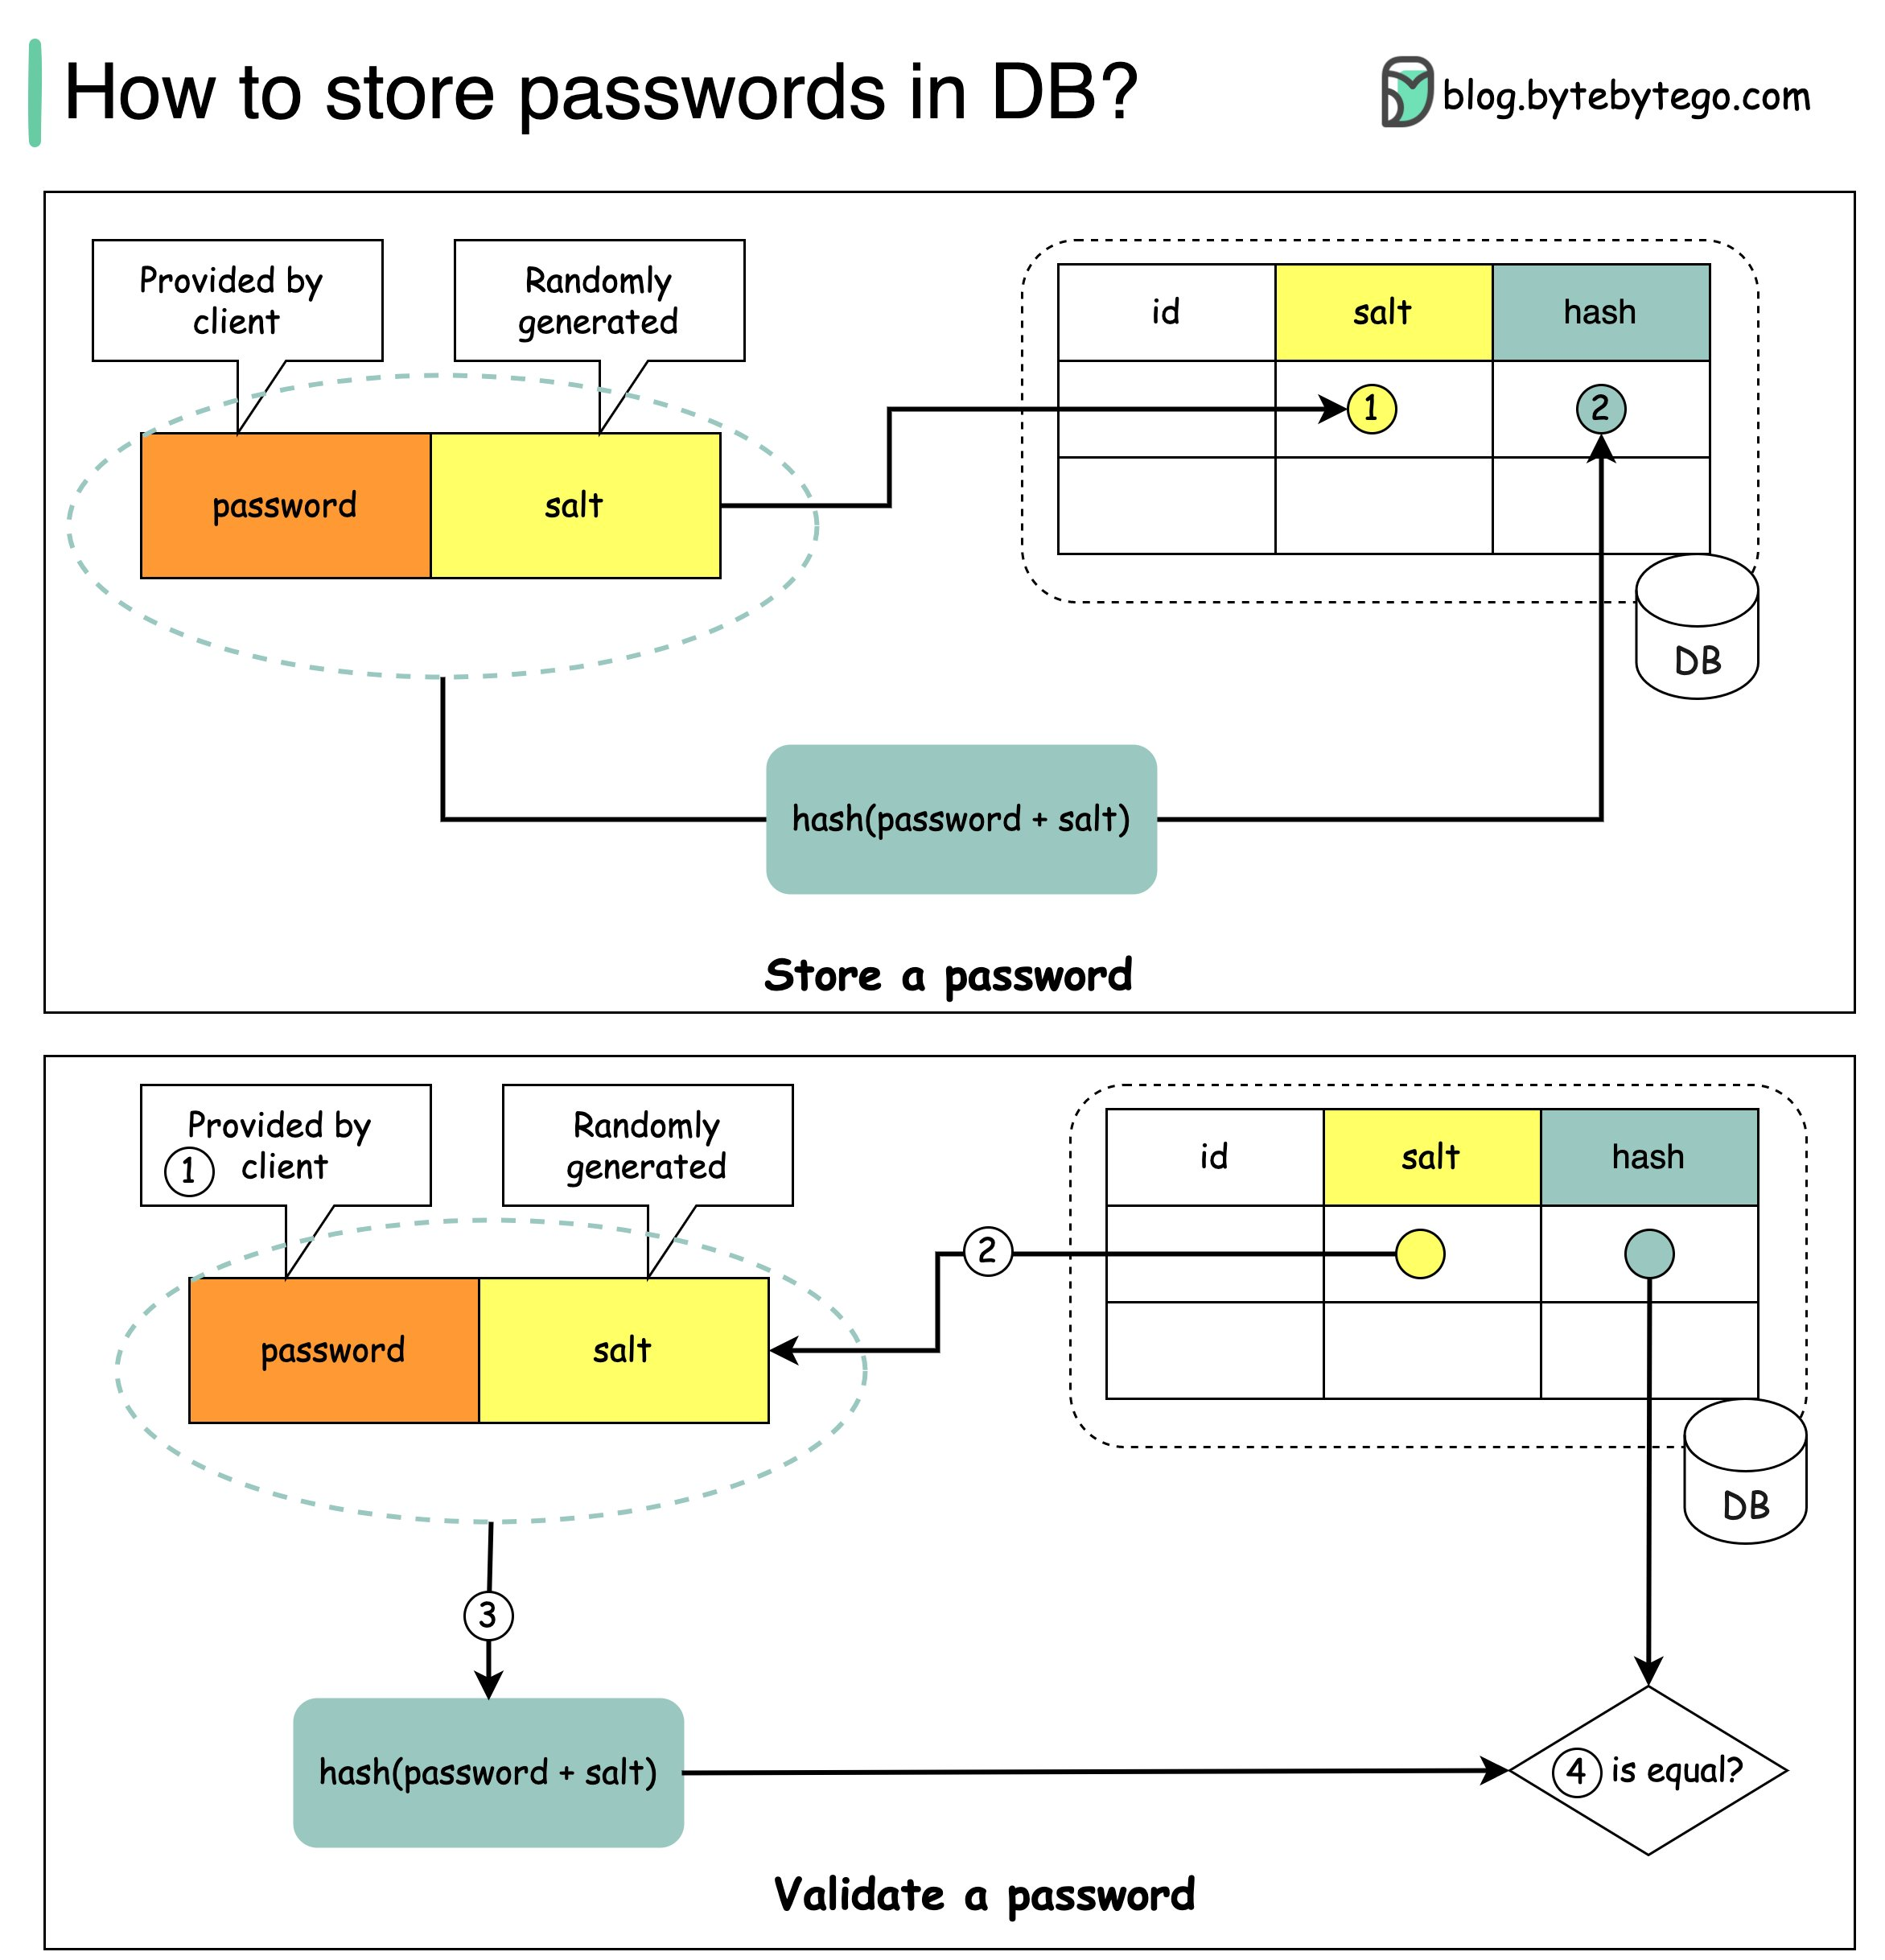 How to store passwords in DB?
blog.bytebytego.com
Provided by
client
Randomly
generated
id
salt
hash
1
2
password
salt
DB
hash(password + salt)
Store a password
Provided by
1 client
Randomly
generated
id
salt
hash
2
password
salt
DB
3
hash(password + salt)
4 is equal?
Validate a password